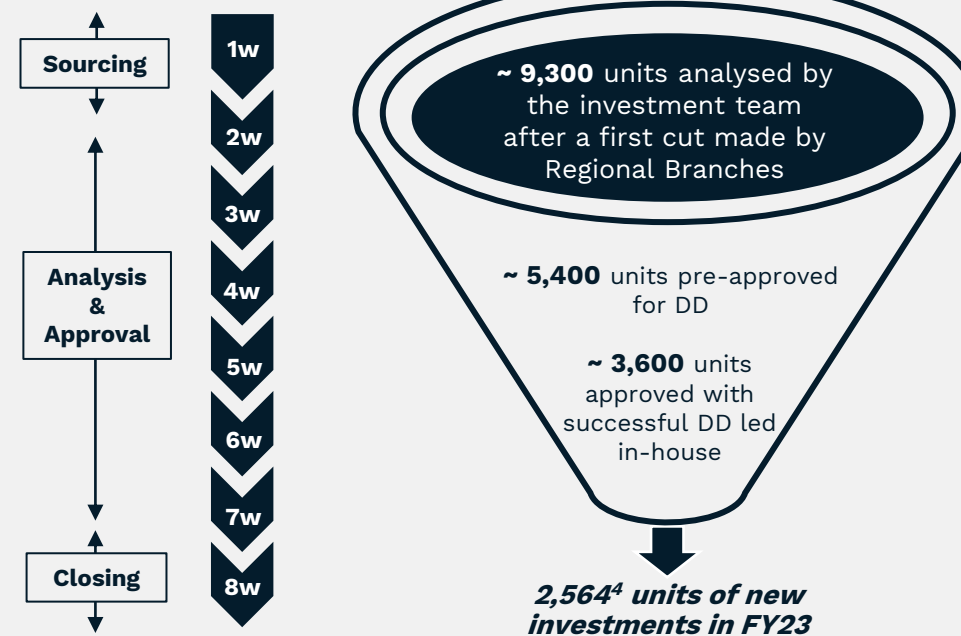 Sourcing
Analysis
&
Approval
Closing
1w
2w
3w
4w
5w
6w
7w
8w
~ 9,300 units analysed by
the investment team
after a first cut made by
Regional Branches
~ 5,400 units pre-approved
for DD
~ 3,600 units
approved with
successful DD led
in-house
2,564⁴ units of new
investments in FY23